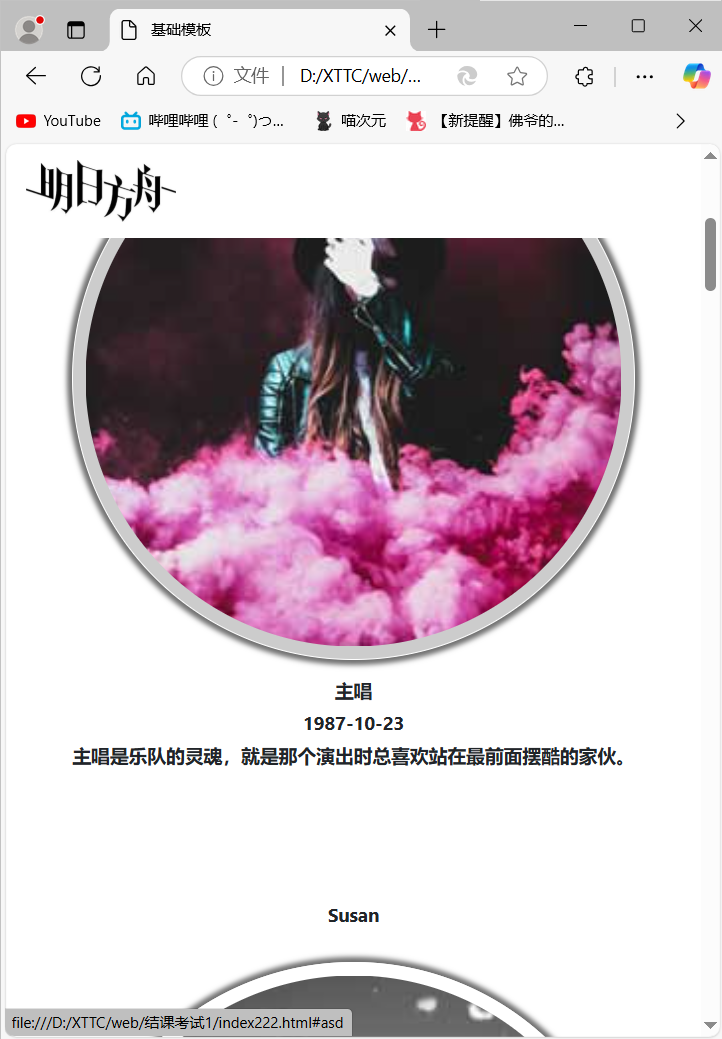 基础模板
文件
D:/XTTC/web/...
YouTube
哔哩哔哩 (゜-゜)つ...
喵次元
【新提醒】佛爷的...
明日方舟
主唱
1987-10-23
主唱是乐队的灵魂，就是那个演出时总喜欢站在最前面摆酷的家伙。
Susan
file:///D:/XTTC/web/结课考试1/index222.html#asd